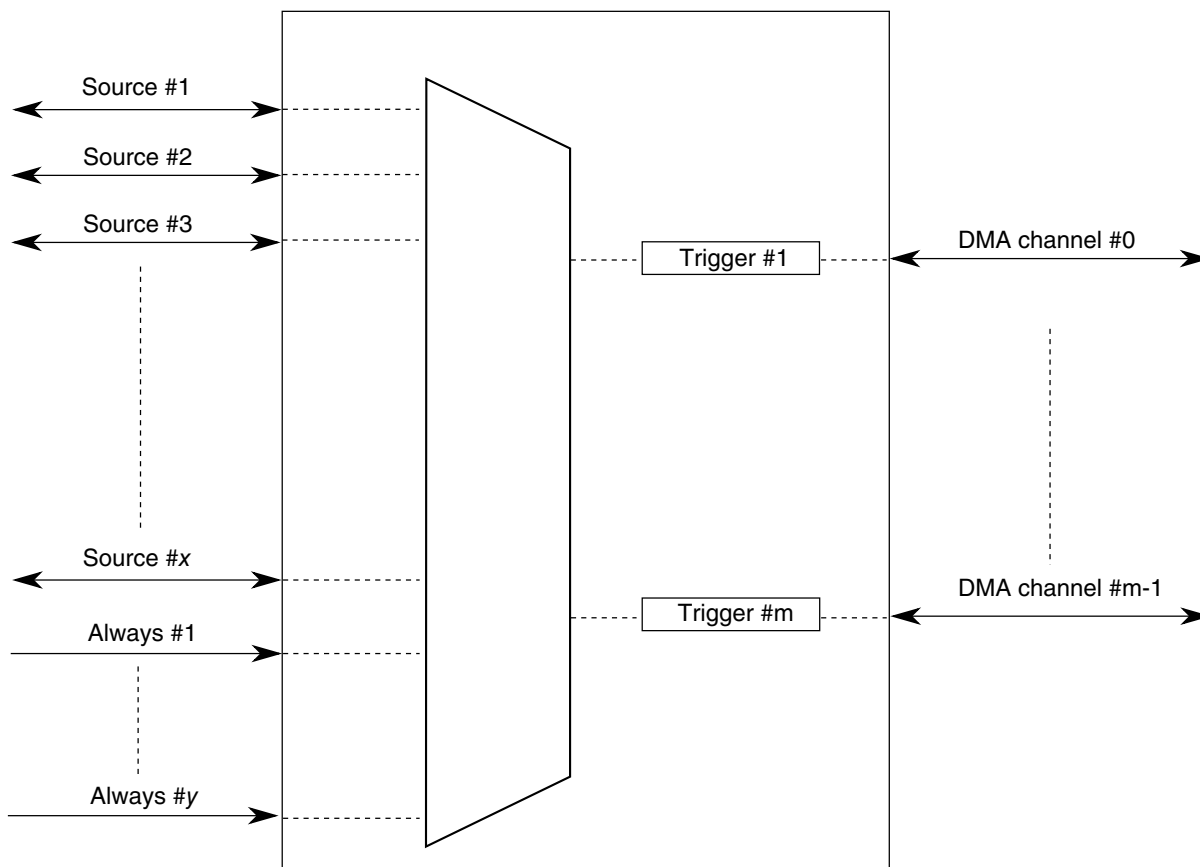 Source #1
Source #2
Source #3
Source #x
Always #1
Always #y
Trigger #1
Trigger #m
DMA channel #0
DMA channel #m-1